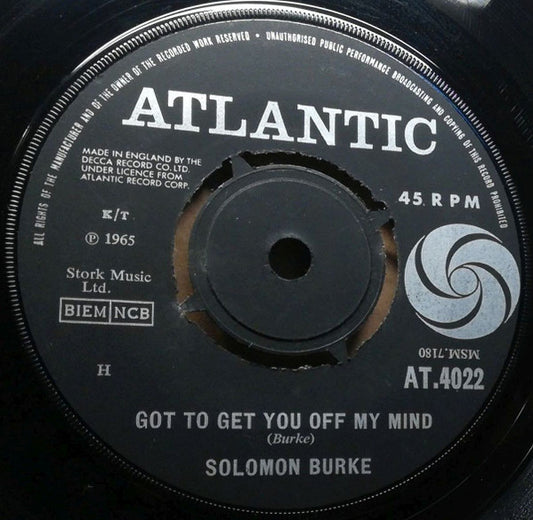 ALL RIGHTS OF THE MANUFACTURER AND OF THE OWNER OF THE RECORDED WORK RESERVED • UNAUTHORISED PUBLIC PERFORMANCE BROADCASTING AND COPYING OF THIS RECORD PROHIBITED
ATLANTIC
MADE IN ENGLAND BY THE
DECCA RECORD CO. LTD.
UNDER LICENCE FROM
ATLANTIC RECORD CORP.
45 RPM
K/T
℗ 1965
Stork Music
Ltd.
BIEM NCB
MSM.7180
H
AT.4022
GOT TO GET YOU OFF MY MIND
(Burke)
SOLOMON BURKE